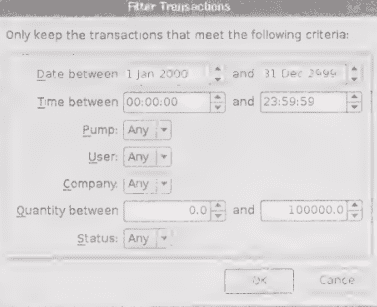 Filter Transactions
Only keep the transactions that meet the following criteria:
Date between 1 Jan 2000 and 31 Dec 2999
Time between 00:00:00 and 23:59:59
Pump: Any
User: Any
Company: Any
Quantity between 0.0 and 100000.0
Status: Any
OK Cancel